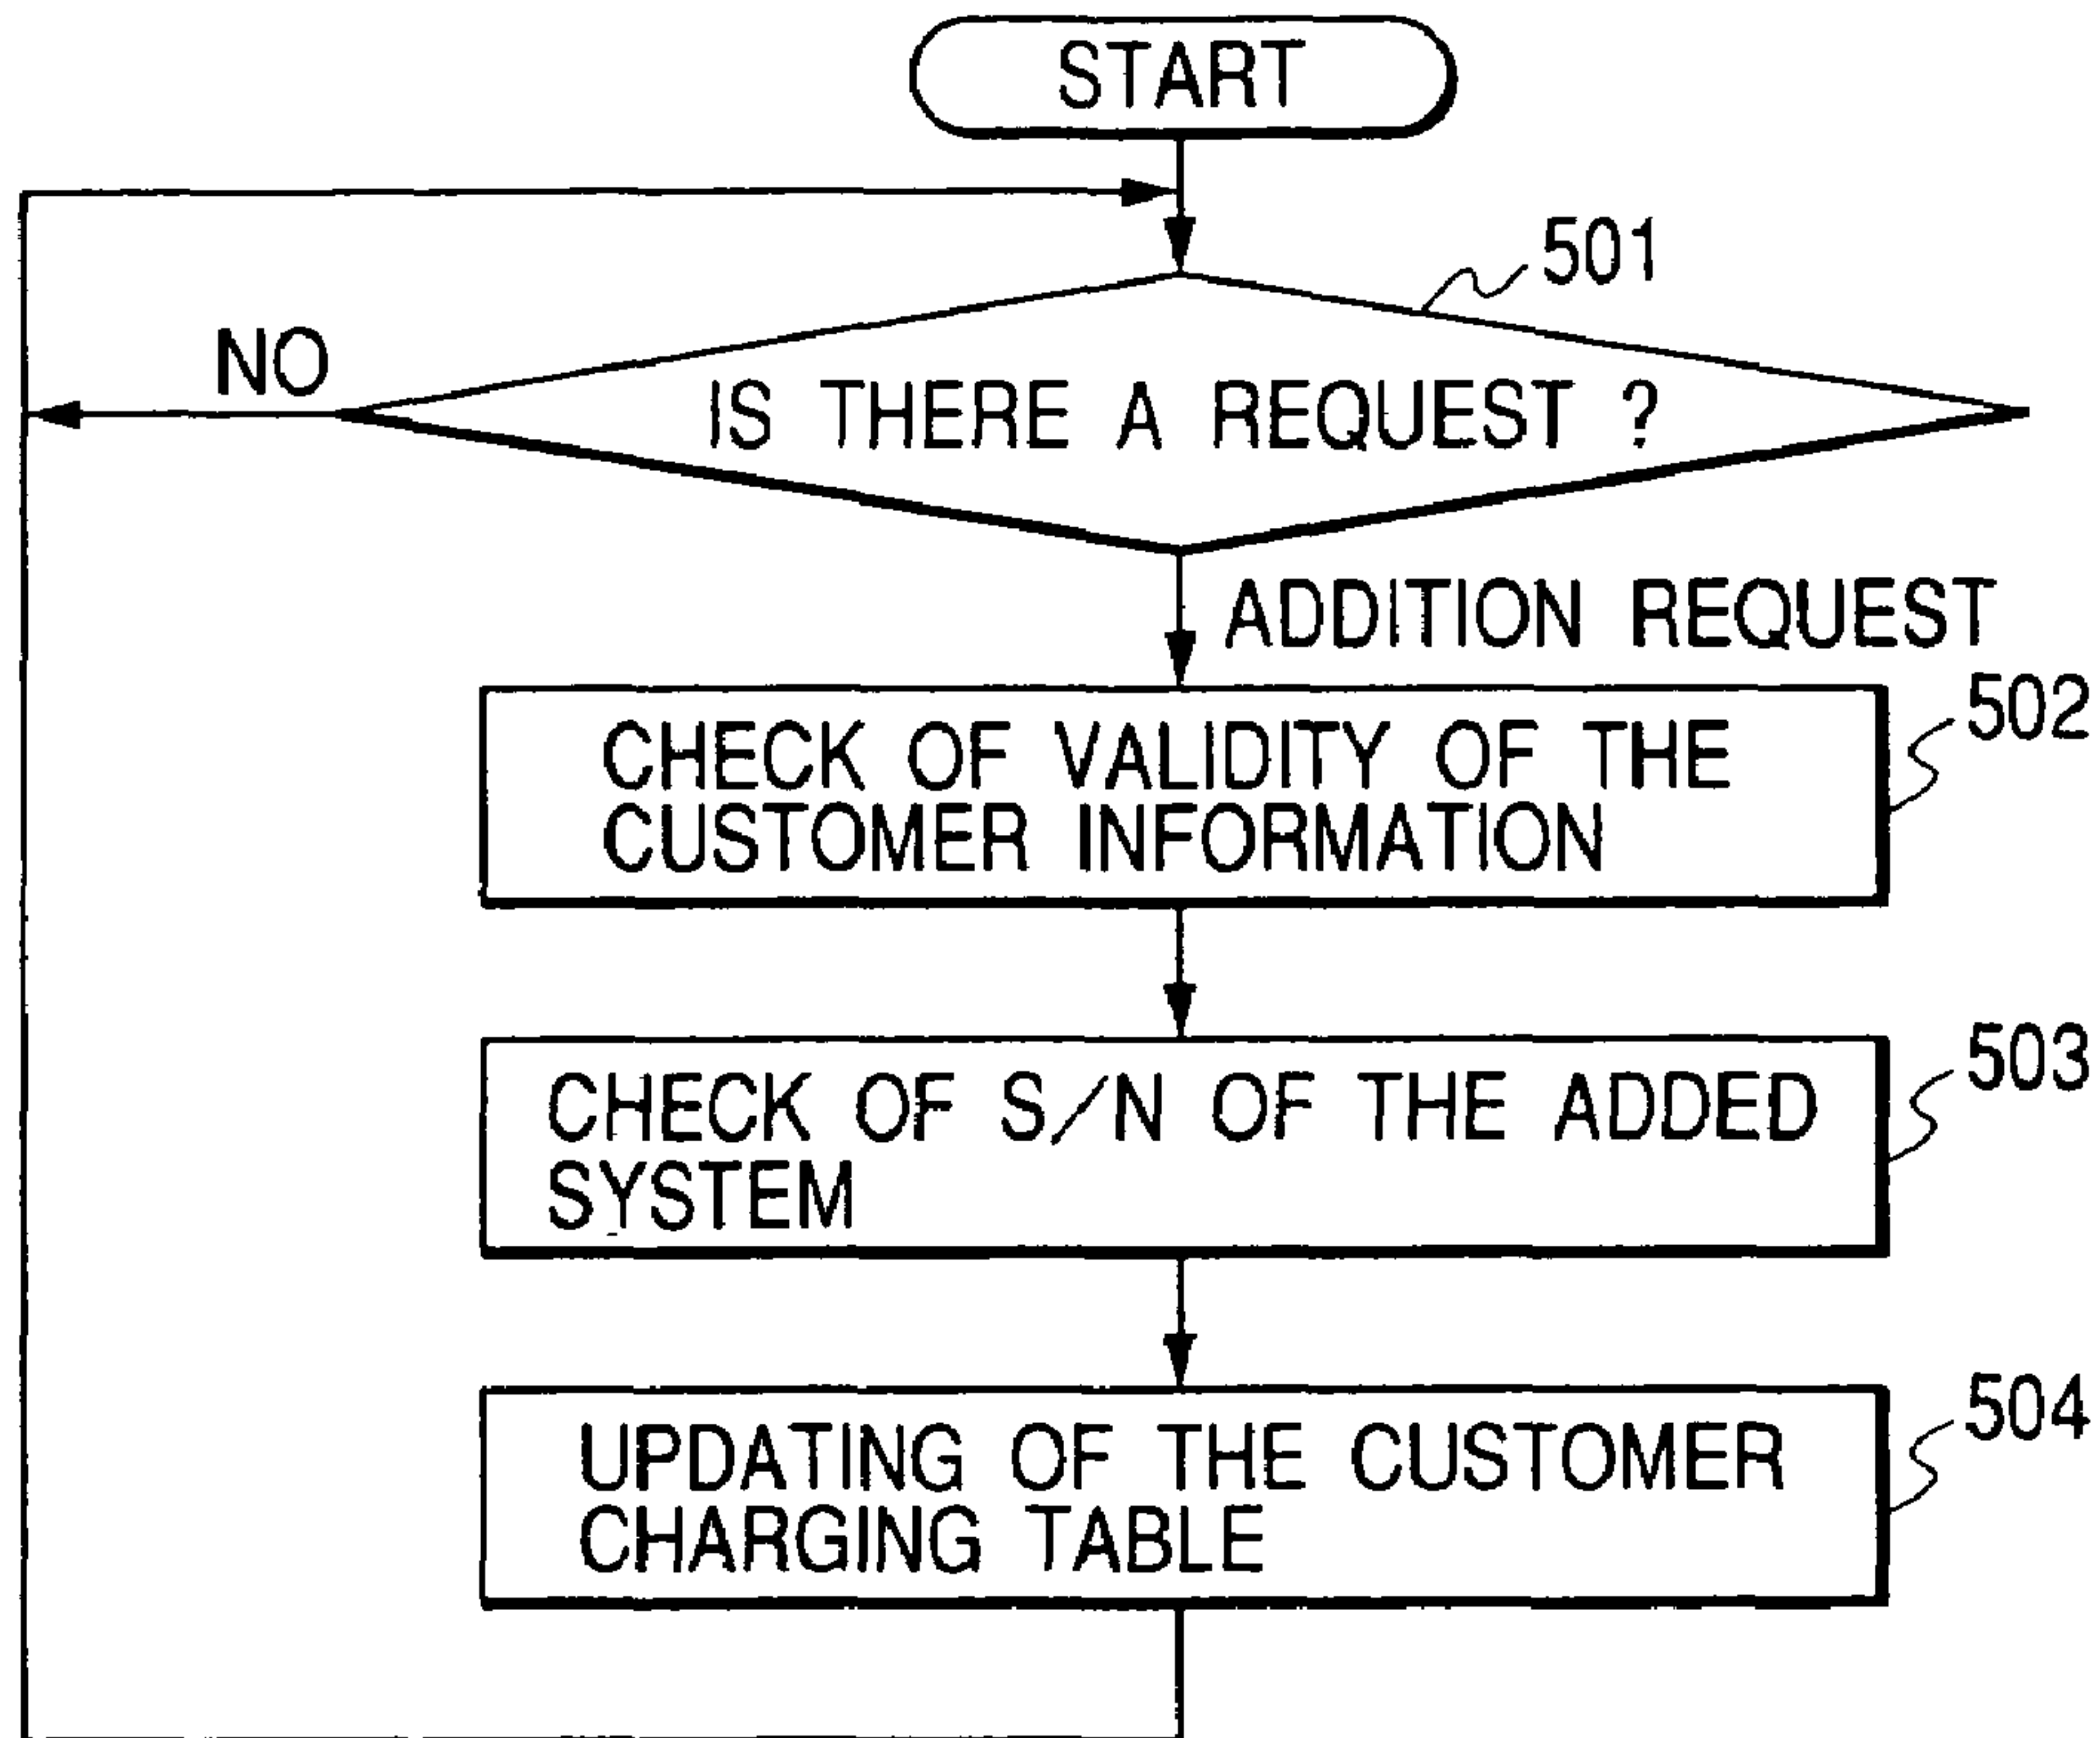 START
501
NO
IS THERE A REQUEST ?
ADDITION REQUEST
502
CHECK OF VALIDITY OF THE
CUSTOMER INFORMATION
503
CHECK OF S/N OF THE ADDED
SYSTEM
504
UPDATING OF THE CUSTOMER
CHARGING TABLE